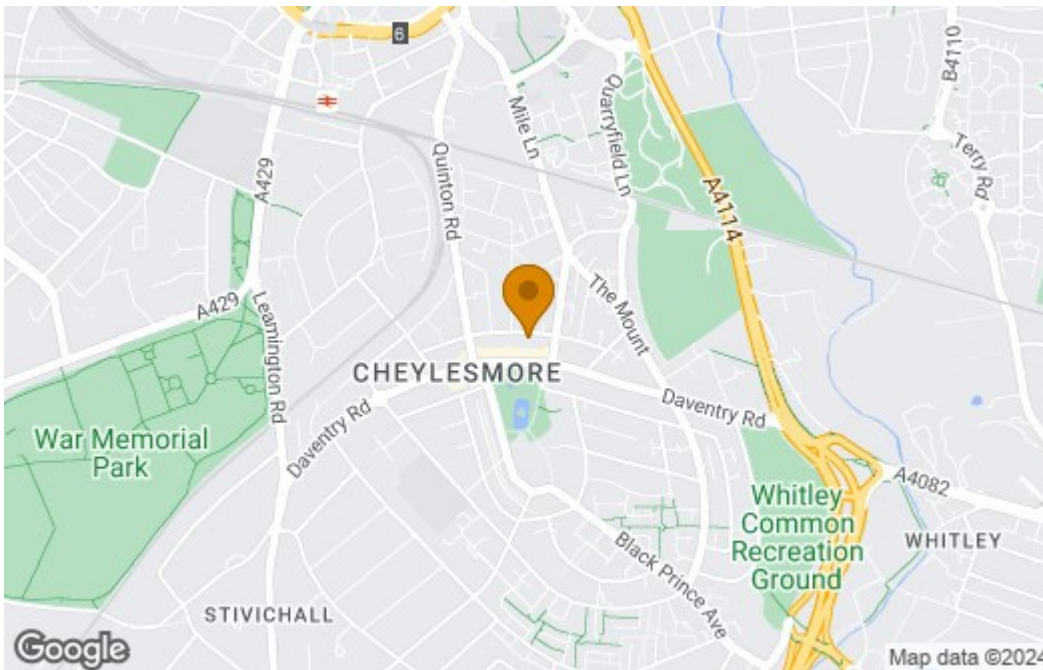 6
B4110
Mile Ln
Quarryfield Ln
A429
Quinton Rd
Terry Rd
A4114
A429
Leamington Rd
The Mount
CHEYLESMORE
Daventry Rd
Daventry Rd
War Memorial
Park
A4082
Whitley
Common
Recreation
Ground
WHITLEY
Black Prince Ave
STIVICHALL
Google
Map data ©2024